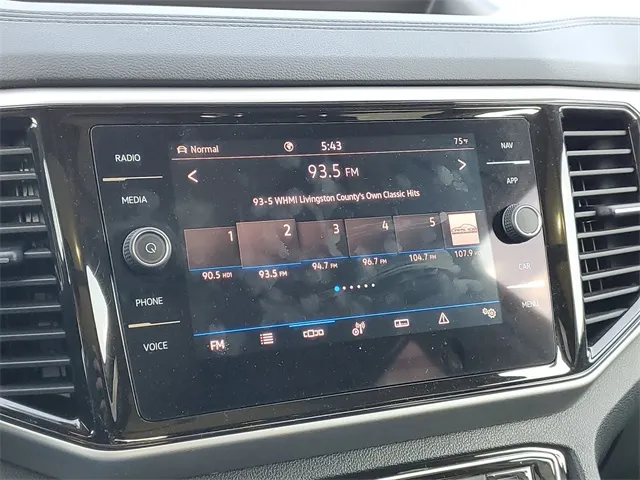 RADIO
MEDIA
PHONE
VOICE
Normal 5:43 75°F
93.5 FM
93-5 WHMI Livingston County's Own Classic Hits
1 2 3 4 5
90.5 HD1 93.5 FM 94.7 FM 96.7 FM 104.7 FM 107.9
FM
NAV
APP
CAR
MENU